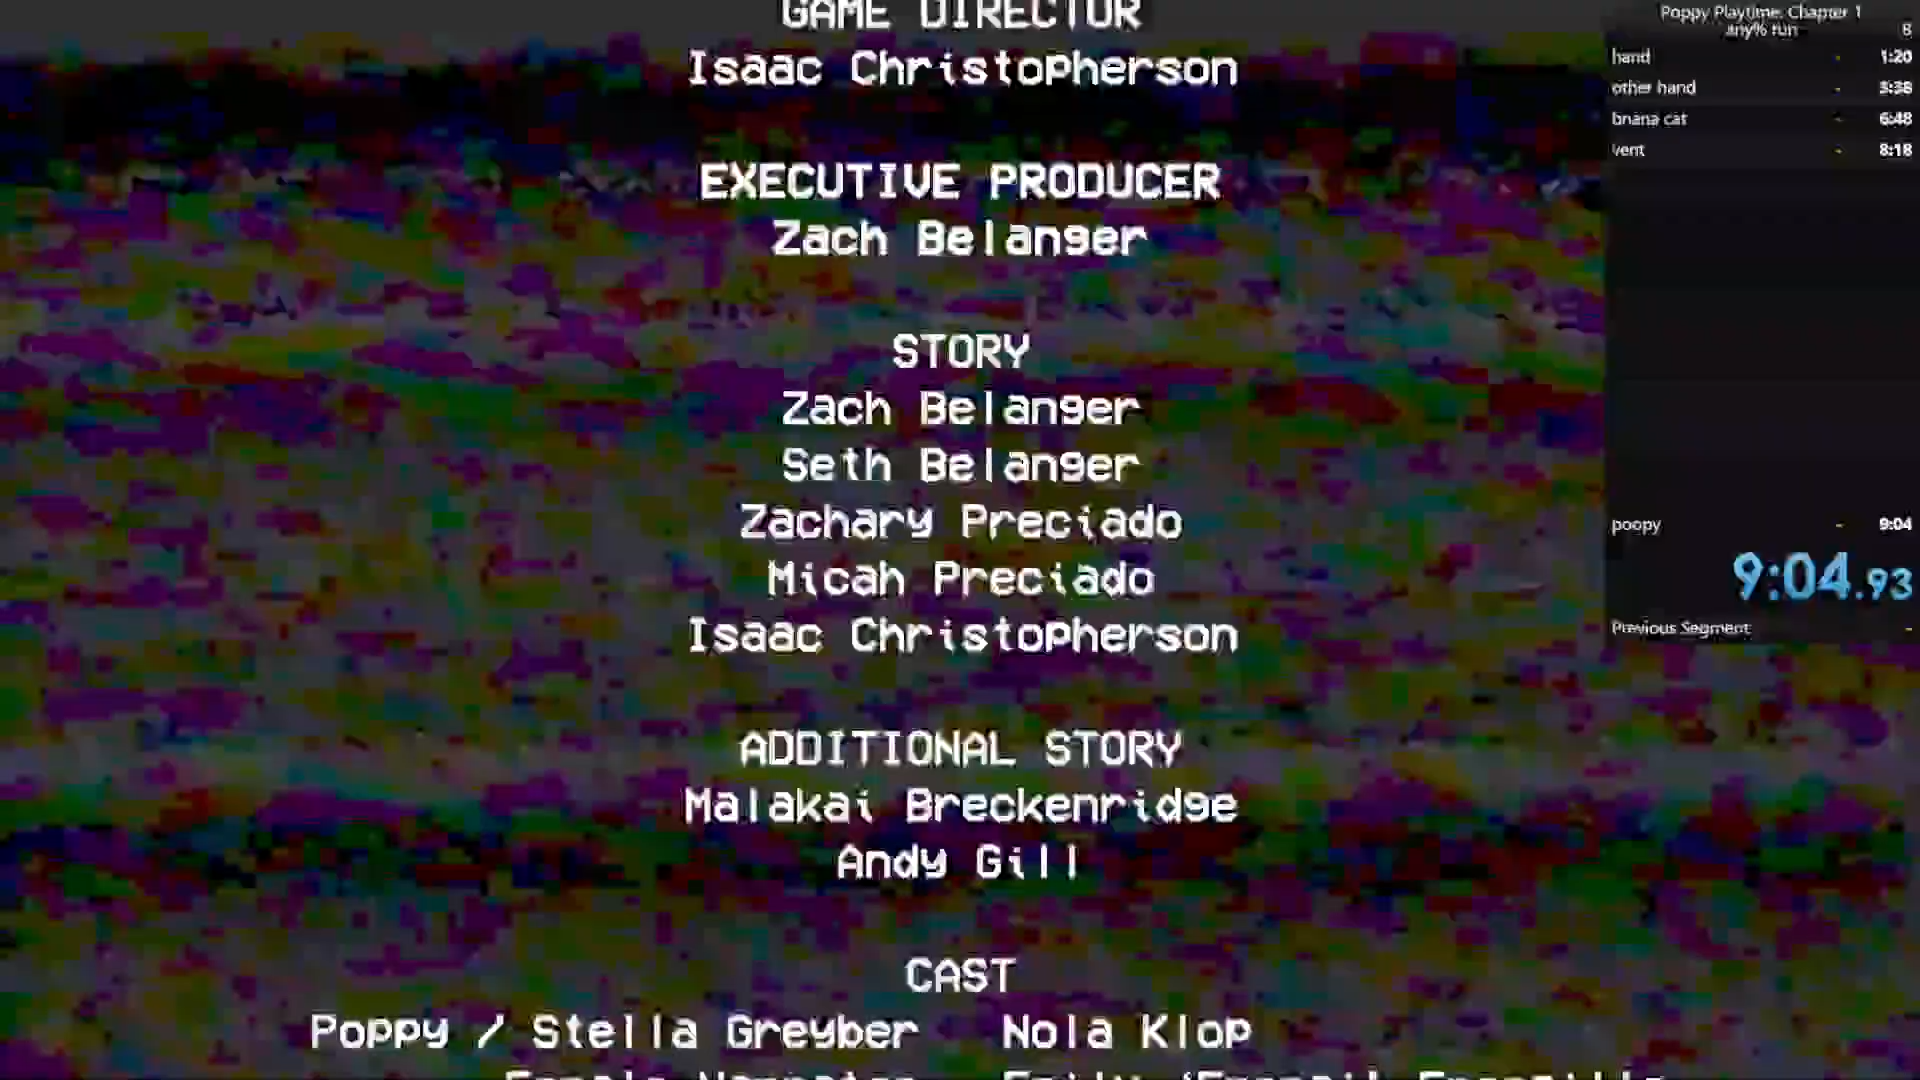 GAME DIRECTOR
Isaac Christopherson
EXECUTIVE PRODUCER
Zach Belanger
STORY
Zach Belanger
Seth Belanger
Zachary Preciado
Micah Preciado
Isaac Christopherson
ADDITIONAL STORY
Malakai Breckenridge
Andy Gill
CAST
Poppy / Stella Greyber Nola Klop
Poppy Playtime: Chapter 1
any% run 8
hand - 1:20
other hand - 3:38
bnana cat - 6:48
vent - 8:18
poopy - 9:04
9:04.93
Previous Segment -